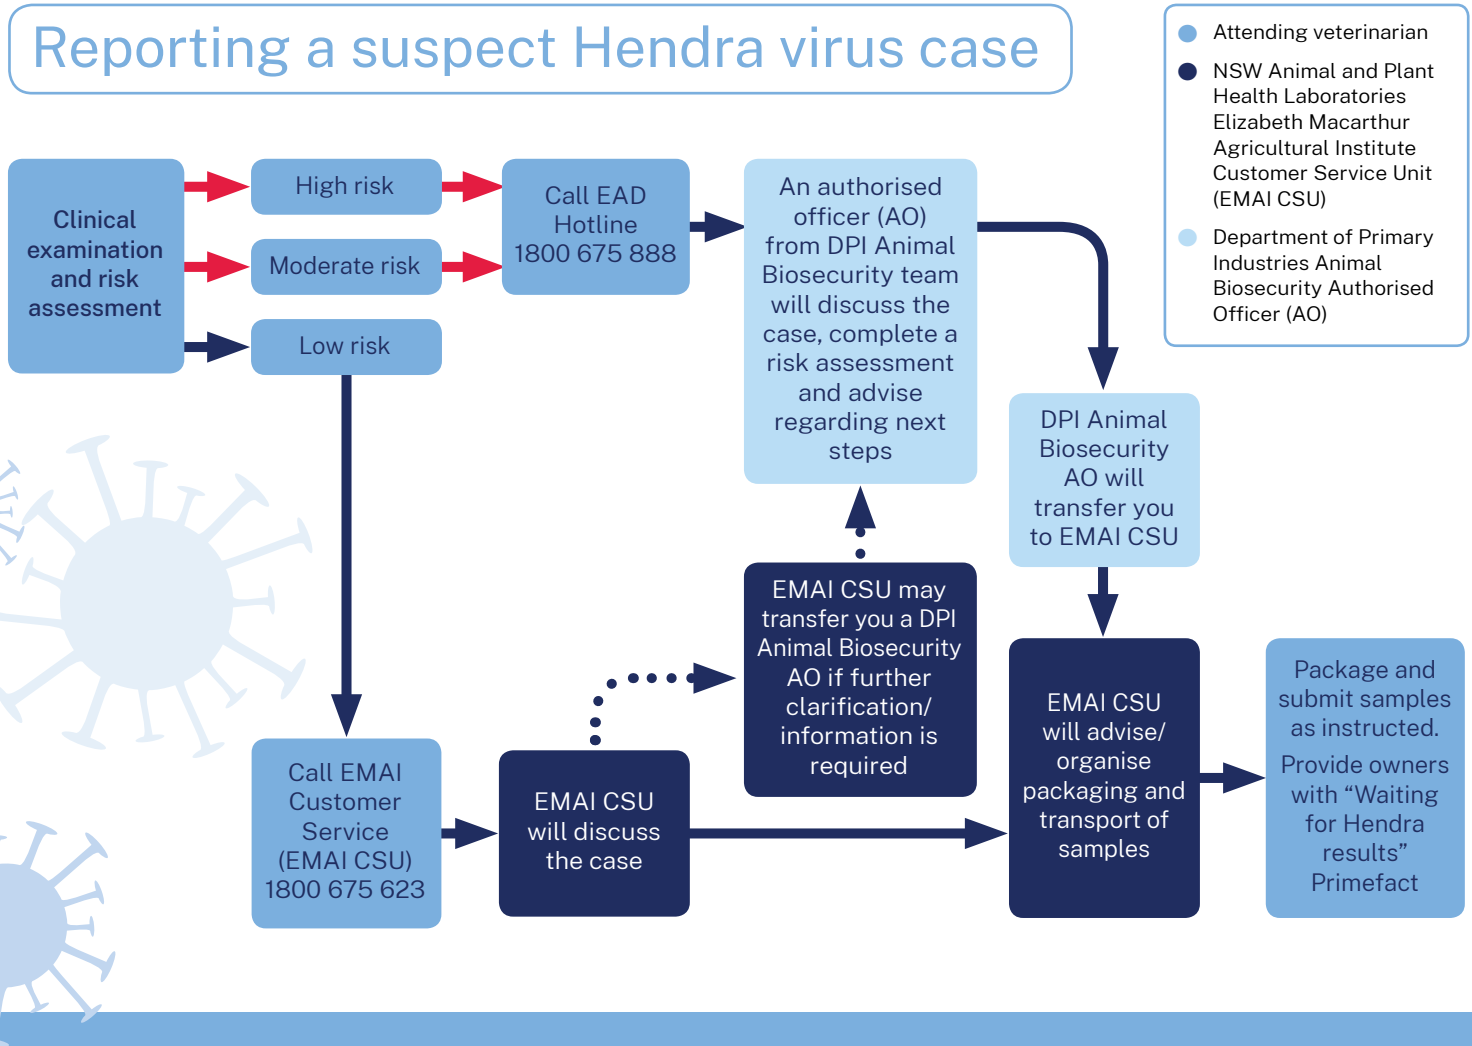 Reporting a suspect Hendra virus case
Attending veterinarian
NSW Animal and Plant
Health Laboratories
Elizabeth Macarthur
Agricultural Institute
Customer Service Unit
(EMAI CSU)
Department of Primary
Industries Animal
Biosecurity Authorised
Officer (AO)
Clinical
examination
and risk
assessment
High risk
Moderate risk
Low risk
Call EAD
Hotline
1800 675 888
An authorised
officer (AO)
from DPI Animal
Biosecurity team
will discuss the
case, complete a
risk assessment
and advise
regarding next
steps
DPI Animal
Biosecurity
AO will
transfer you
to EMAI CSU
EMAI CSU may
transfer you a DPI
Animal Biosecurity
AO if further
clarification/
information is
required
Call EMAI
Customer
Service
(EMAI CSU)
1800 675 623
EMAI CSU
will discuss
the case
EMAI CSU
will advise/
organise
packaging and
transport of
samples
Package and
submit samples
as instructed.
Provide owners
with “Waiting
for Hendra
results”
Primefact